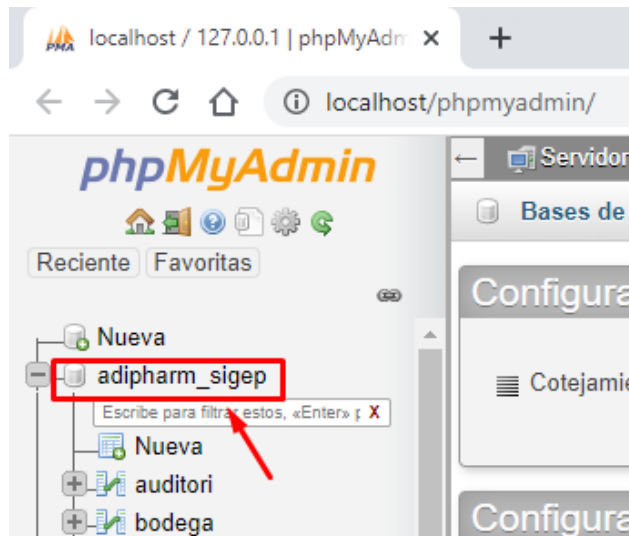 localhost / 127.0.0.1 | phpMyAdm
localhost/phpmyadmin/
phpMyAdmin
Servidor
Bases de
Reciente Favoritas
Configura
Nueva
adipharm_sigep
Cotejamie
Escribe para filtrar estos, «Enter» p X
Nueva
auditori
bodega
Configura